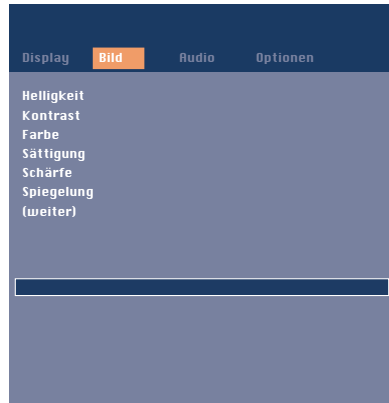 Display Bild Audio Optionen
Helligkeit
Kontrast
Farbe
Sättigung
Schärfe
Spiegelung
(weiter)